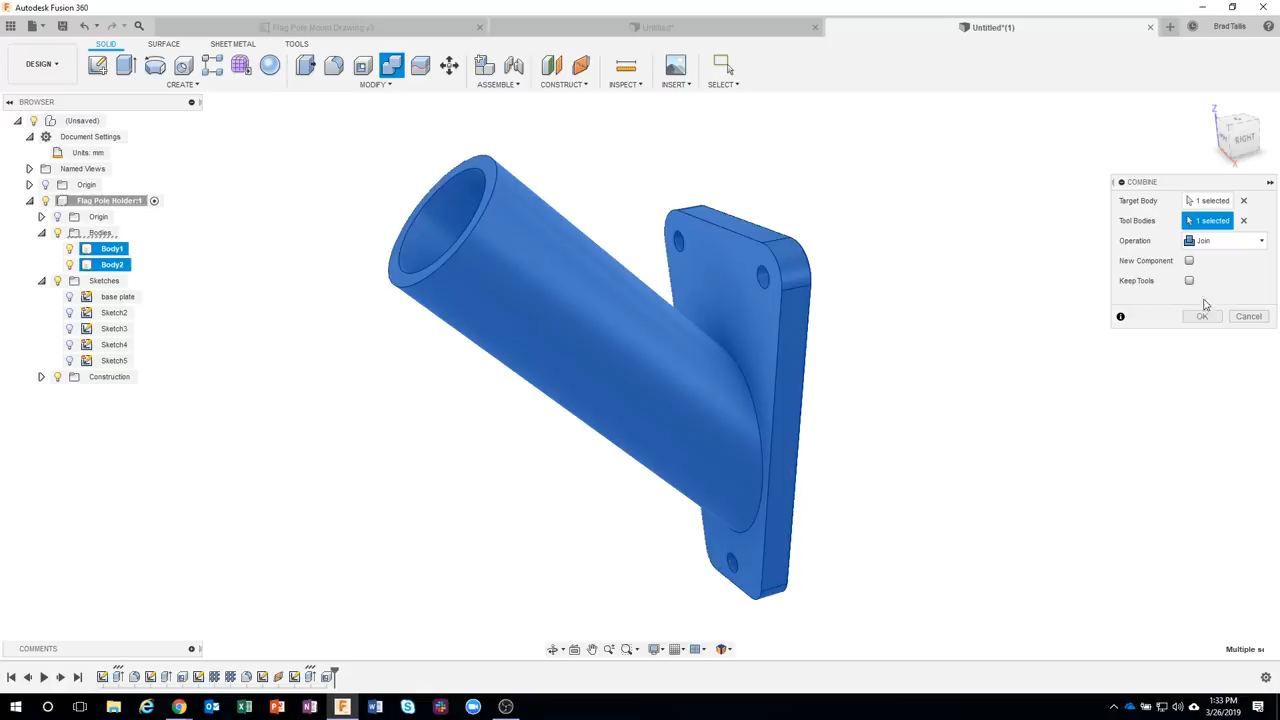 Autodesk Fusion 360
Flag Pole Mount Drawing v3
Untitled*
Untitled*(1)
Brad Tallis
SOLID
SURFACE
SHEET METAL
TOOLS
DESIGN
CREATE
MODIFY
ASSEMBLE
CONSTRUCT
INSPECT
INSERT
SELECT
BROWSER
(Unsaved)
Document Settings
Units: mm
Named Views
Origin
Flag Pole Holder:1
Origin
Bodies
Body1
Body2
Sketches
base plate
Sketch2
Sketch3
Sketch4
Sketch5
Construction
Z
RIGHT
X
COMBINE
Target Body
1 selected
Tool Bodies
1 selected
Operation
Join
New Component
Keep Tools
OK
Cancel
COMMENTS
Multiple se
1:33 PM
3/26/2019